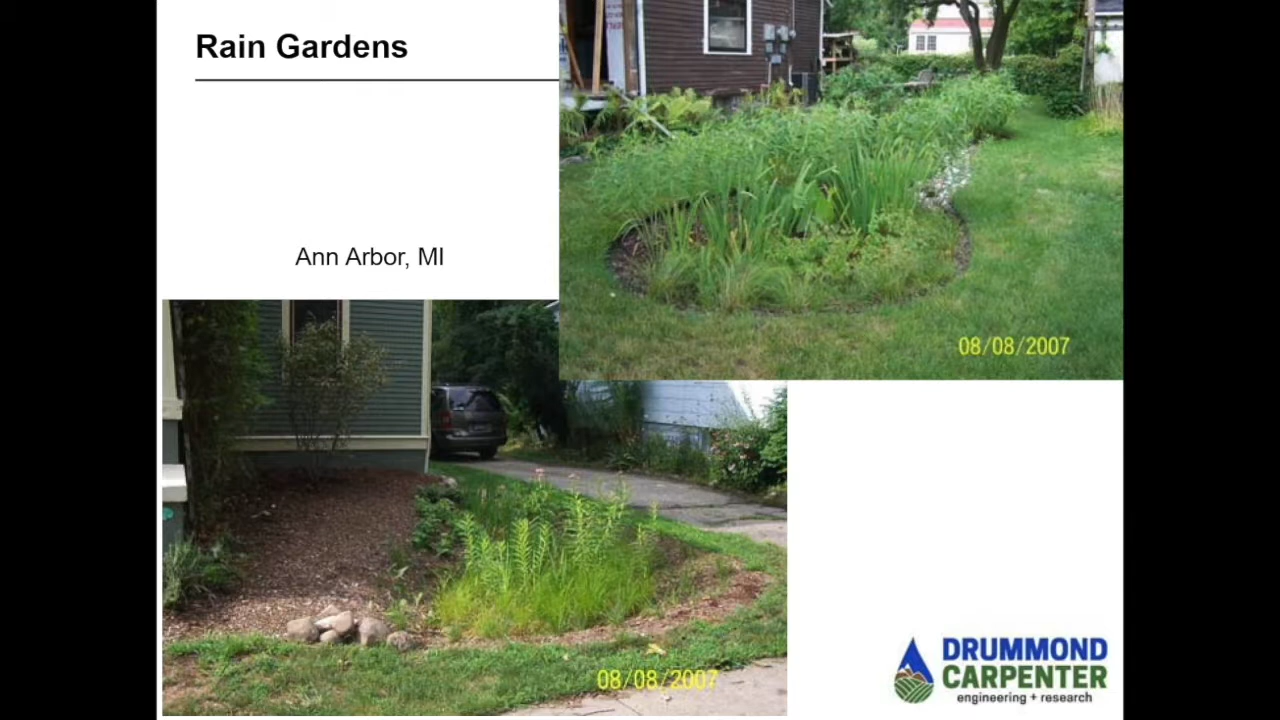 Rain Gardens
Ann Arbor, MI
08/08/2007
08/08/2007
DRUMMOND
CARPENTER
engineering + research